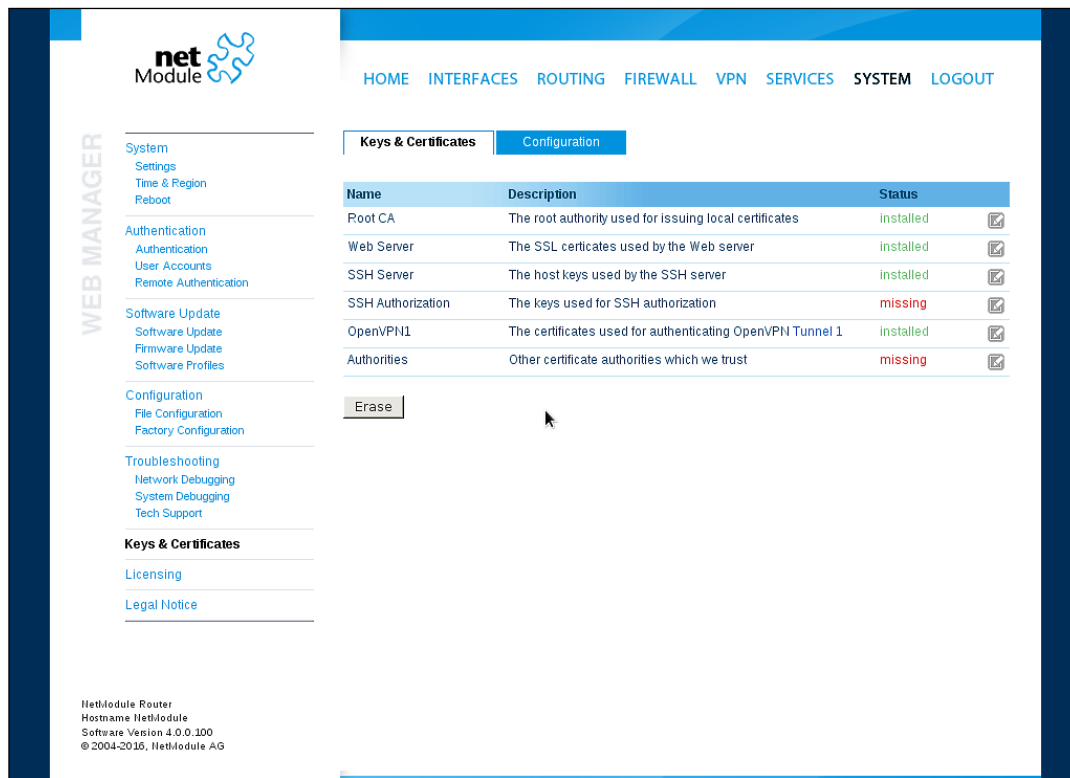 net
Module
HOME INTERFACES ROUTING FIREWALL VPN SERVICES SYSTEM LOGOUT
WEB MANAGER
System
Settings
Time & Region
Reboot
Authentication
Authentication
User Accounts
Remote Authentication
Software Update
Software Update
Firmware Update
Software Profiles
Configuration
File Configuration
Factory Configuration
Troubleshooting
Network Debugging
System Debugging
Tech Support
Keys & Certificates
Licensing
Legal Notice
Keys & Certificates Configuration
Name Description Status
Root CA The root authority used for issuing local certificates installed
Web Server The SSL certicates used by the Web server installed
SSH Server The host keys used by the SSH server installed
SSH Authorization The keys used for SSH authorization missing
OpenVPN1 The certificates used for authenticating OpenVPN Tunnel 1 installed
Authorities Other certificate authorities which we trust missing
Erase
NetModule Router
Hostname NetModule
Software Version 4.0.0.100
© 2004-2016, NetModule AG